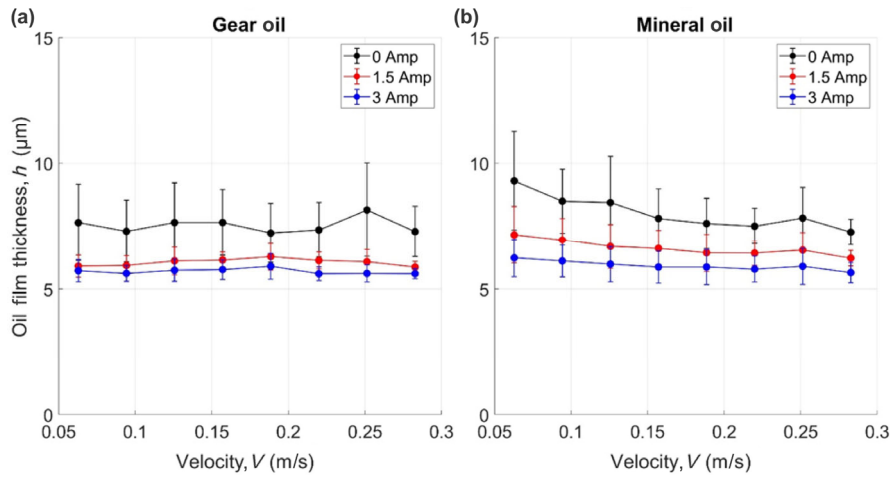 (a)
Gear oil
15
10
5
0
0.05
0.1
0.15
0.2
0.25
0.3
Oil film thickness, h (μm)
Velocity, V (m/s)
0 Amp
1.5 Amp
3 Amp
(b)
Mineral oil
15
10
5
0
0.05
0.1
0.15
0.2
0.25
0.3
Velocity, V (m/s)
0 Amp
1.5 Amp
3 Amp